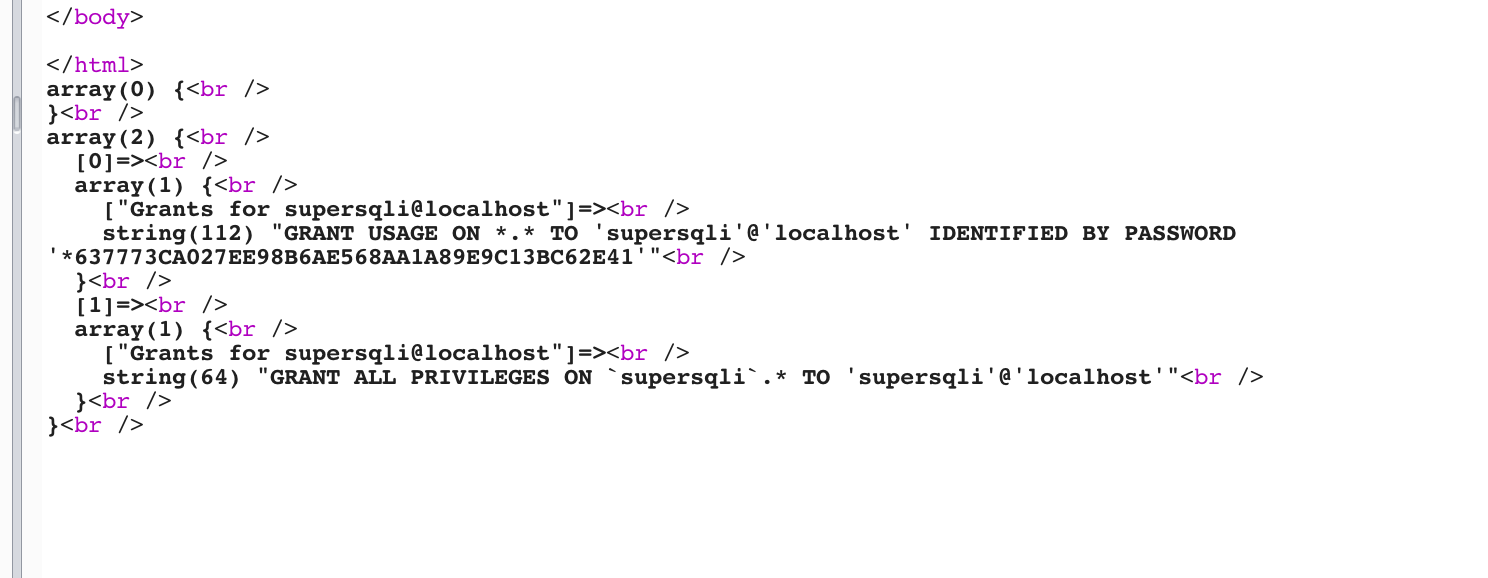 </body>
</html>
array(0) {<br />
}<br />
array(2) {<br />
  [0]=><br />
  array(1) {<br />
    ["Grants for supersqli@localhost"]=><br />
    string(112) "GRANT USAGE ON *.* TO 'supersqli'@'localhost' IDENTIFIED BY PASSWORD
'*637773CA027EE98B6AE568AA1A89E9C13BC62E41'"<br />
  }<br />
  [1]=><br />
  array(1) {<br />
    ["Grants for supersqli@localhost"]=><br />
    string(64) "GRANT ALL PRIVILEGES ON `supersqli`.* TO 'supersqli'@'localhost'"<br />
  }<br />
}<br />